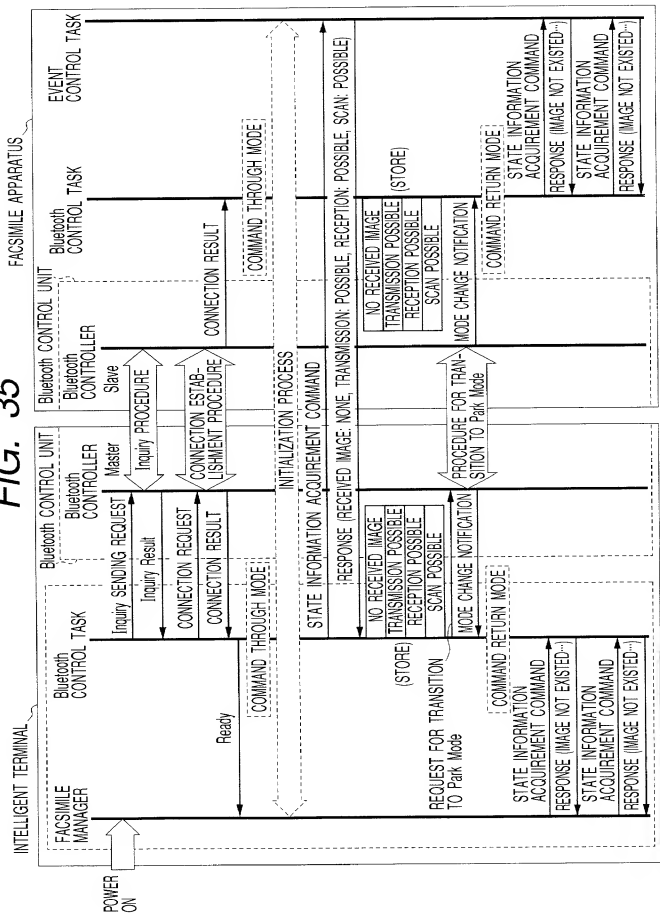 FIG. 35
INTELLIGENT TERMINAL
FACSIMILE APPARATUS
Bluetooth CONTROL UNIT
Bluetooth CONTROL UNIT
POWER
ON
FACSIMILE
MANAGER
Bluetooth
CONTROL TASK
Bluetooth
CONTROLLER
Master
Bluetooth
CONTROLLER
Slave
Bluetooth
CONTROL TASK
EVENT
CONTROL TASK
Inquiry SENDING REQUEST
Inquiry PROCEDURE
Inquiry Result
CONNECTION REQUEST
CONNECTION ESTAB-
LISHMENT PROCEDURE
CONNECTION RESULT
CONNECTION RESULT
Ready
COMMAND THROUGH MODE
COMMAND THROUGH MODE
INITIALIZATION PROCESS
STATE INFORMATION ACQUIREMENT COMMAND
RESPONSE (RECEIVED IMAGE: NONE, TRANSMISSION: POSSIBLE, RECEPTION: POSSIBLE, SCAN: POSSIBLE)
(STORE)
NO RECEIVED IMAGE
TRANSMISSION POSSIBLE
RECEPTION POSSIBLE
SCAN POSSIBLE
NO RECEIVED IMAGE
TRANSMISSION POSSIBLE
RECEPTION POSSIBLE
SCAN POSSIBLE
(STORE)
REQUEST FOR TRANSITION
TO Park Mode
PROCEDURE FOR TRAN-
SITION TO Park Mode
MODE CHANGE NOTIFICATION
MODE CHANGE NOTIFICATION
COMMAND RETURN MODE
COMMAND RETURN MODE
STATE INFORMATION
ACQUIREMENT COMMAND
RESPONSE (IMAGE NOT EXISTED···)
STATE INFORMATION
ACQUIREMENT COMMAND
RESPONSE (IMAGE NOT EXISTED···)
STATE INFORMATION
ACQUIREMENT COMMAND
RESPONSE (IMAGE NOT EXISTED···)
STATE INFORMATION
ACQUIREMENT COMMAND
RESPONSE (IMAGE NOT EXISTED···)